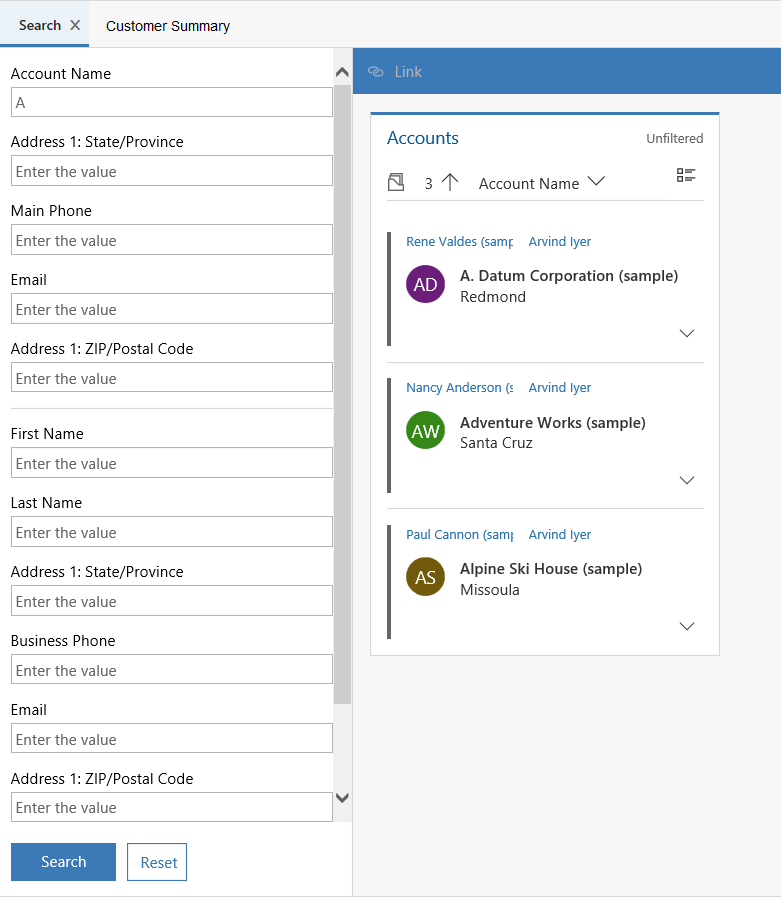 Search
Customer Summary
Account Name
A
Address 1: State/Province
Enter the value
Main Phone
Enter the value
Email
Enter the value
Address 1: ZIP/Postal Code
Enter the value
First Name
Enter the value
Last Name
Enter the value
Address 1: State/Province
Enter the value
Business Phone
Enter the value
Email
Enter the value
Address 1: ZIP/Postal Code
Enter the value
Search Reset
Link
Accounts Unfiltered
3 Account Name
Rene Valdes (samp Arvind Iyer
AD
A. Datum Corporation (sample)
Redmond
Nancy Anderson (s Arvind Iyer
AW
Adventure Works (sample)
Santa Cruz
Paul Cannon (samp Arvind Iyer
AS
Alpine Ski House (sample)
Missoula